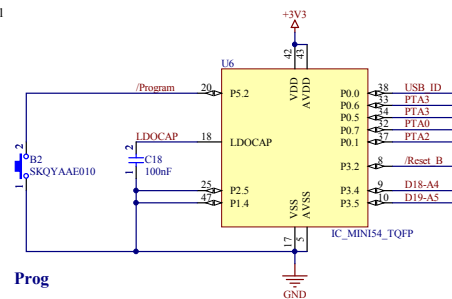 +3V3
42
43
U6
/Program
20
P5.2
VDD
AVDD
P0.0
38
USB_ID
P0.6
33
PTA3
P0.5
34
PTA3
P0.7
32
PTA0
LDOCAP
18
LDOCAP
P0.1
37
PTA2
2
B2
SKQYAAE010
1
2
C18
100nF
1
P3.2
8
/Reset_B
25
P2.5
47
P1.4
VSS
AVSS
P3.4
9
D18-A4
P3.5
10
D19-A5
17
5
IC_MINI54_TQFP
Prog
GND